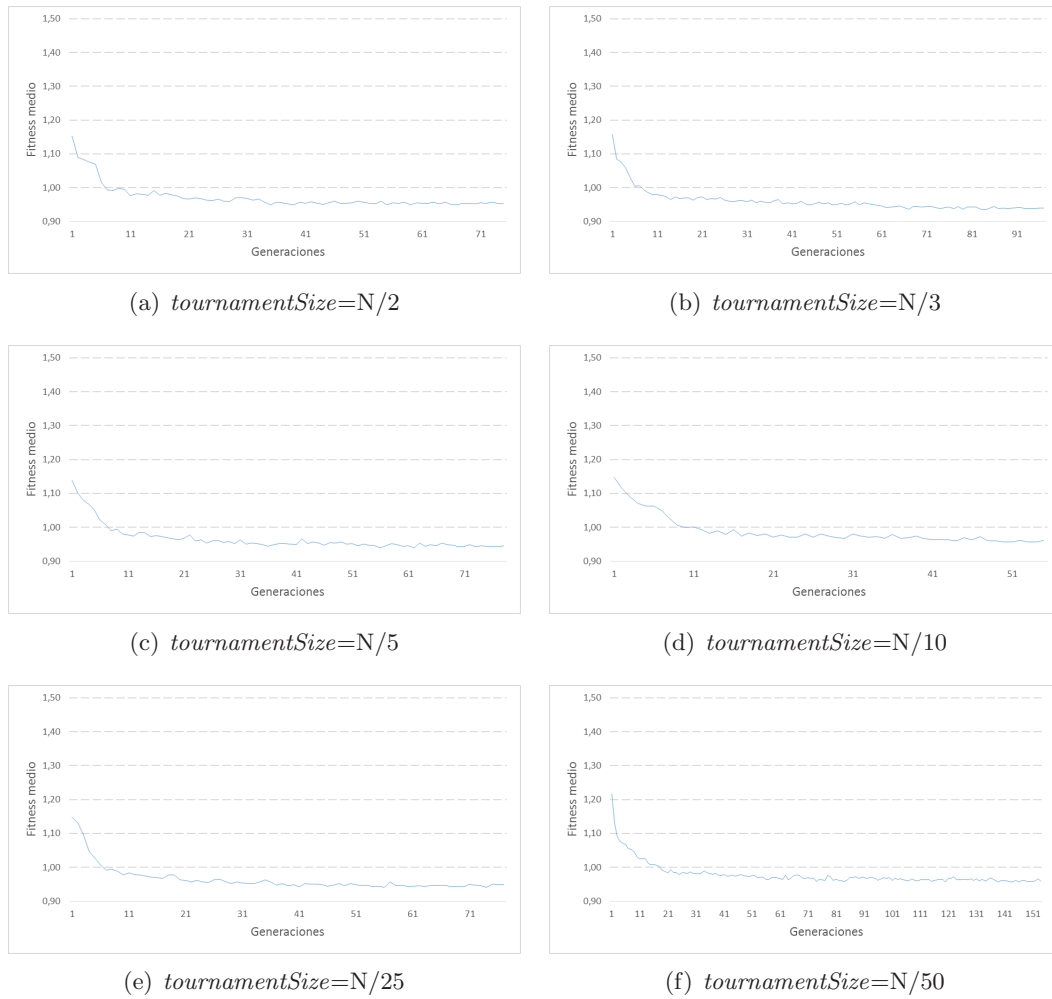 1,50
1,40
1,30
1,20
1,10
1,00
0,90
Fitness medio
1 11 21 31 41 51 61 71
Generaciones
(a) tournamentSize=N/2
1,50
1,40
1,30
1,20
1,10
1,00
0,90
Fitness medio
1 11 21 31 41 51 61 71 81 91
Generaciones
(b) tournamentSize=N/3
1,50
1,40
1,30
1,20
1,10
1,00
0,90
Fitness medio
1 11 21 31 41 51 61 71
Generaciones
(c) tournamentSize=N/5
1,50
1,40
1,30
1,20
1,10
1,00
0,90
Fitness medio
1 11 21 31 41 51
Generaciones
(d) tournamentSize=N/10
1,50
1,40
1,30
1,20
1,10
1,00
0,90
Fitness medio
1 11 21 31 41 51 61 71
Generaciones
(e) tournamentSize=N/25
1,50
1,40
1,30
1,20
1,10
1,00
0,90
Fitness medio
1 11 21 31 41 51 61 71 81 91 101 111 121 131 141 151
Generaciones
(f) tournamentSize=N/50